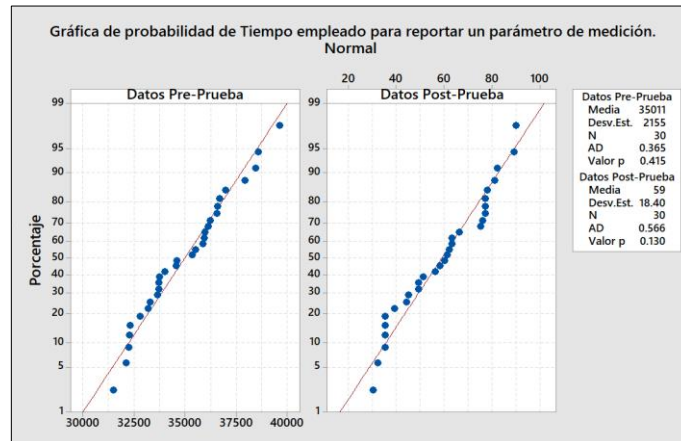 Gráfica de probabilidad de Tiempo empleado para reportar un parámetro de medición.
Normal
20 40 60 80 100
Datos Pre-Prueba
Datos Post-Prueba
Porcentaje
99
95
90
80
70
60
50
40
30
20
10
5
1
30000 32500 35000 37500 40000
99
95
90
80
70
60
50
40
30
20
10
5
1
Datos Pre-Prueba
Media 35011
Desv.Est. 2155
N 30
AD 0.365
Valor p 0.415
Datos Post-Prueba
Media 59
Desv.Est. 18.40
N 30
AD 0.566
Valor p 0.130